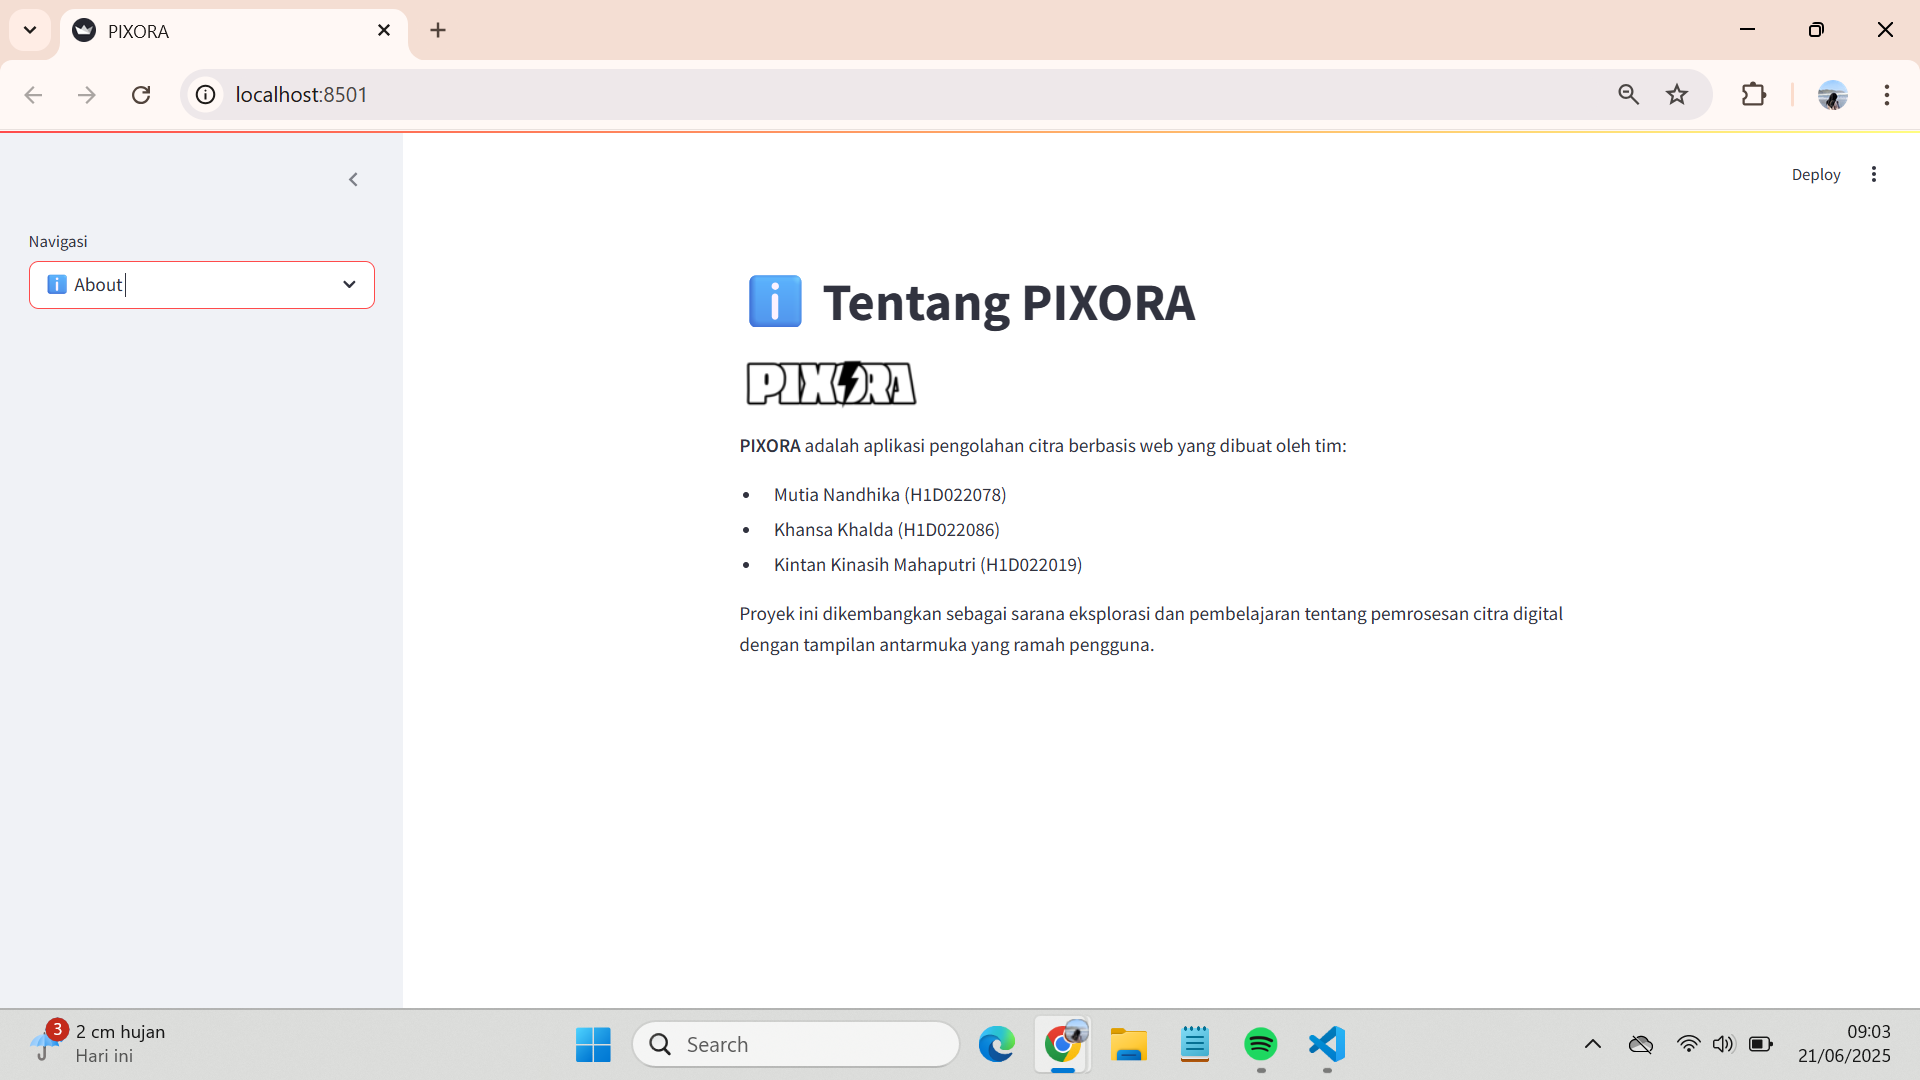 PIXORA
localhost:8501
Deploy
Navigasi
ℹ️ About
ℹ️ Tentang PIXORA
PIXORA
PIXORA adalah aplikasi pengolahan citra berbasis web yang dibuat oleh tim:
• Mutia Nandhika (H1D022078)
• Khansa Khalda (H1D022086)
• Kintan Kinasih Mahaputri (H1D022019)
Proyek ini dikembangkan sebagai sarana eksplorasi dan pembelajaran tentang pemrosesan citra digital
dengan tampilan antarmuka yang ramah pengguna.
3
2 cm hujan
Hari ini
Search
09:03
21/06/2025